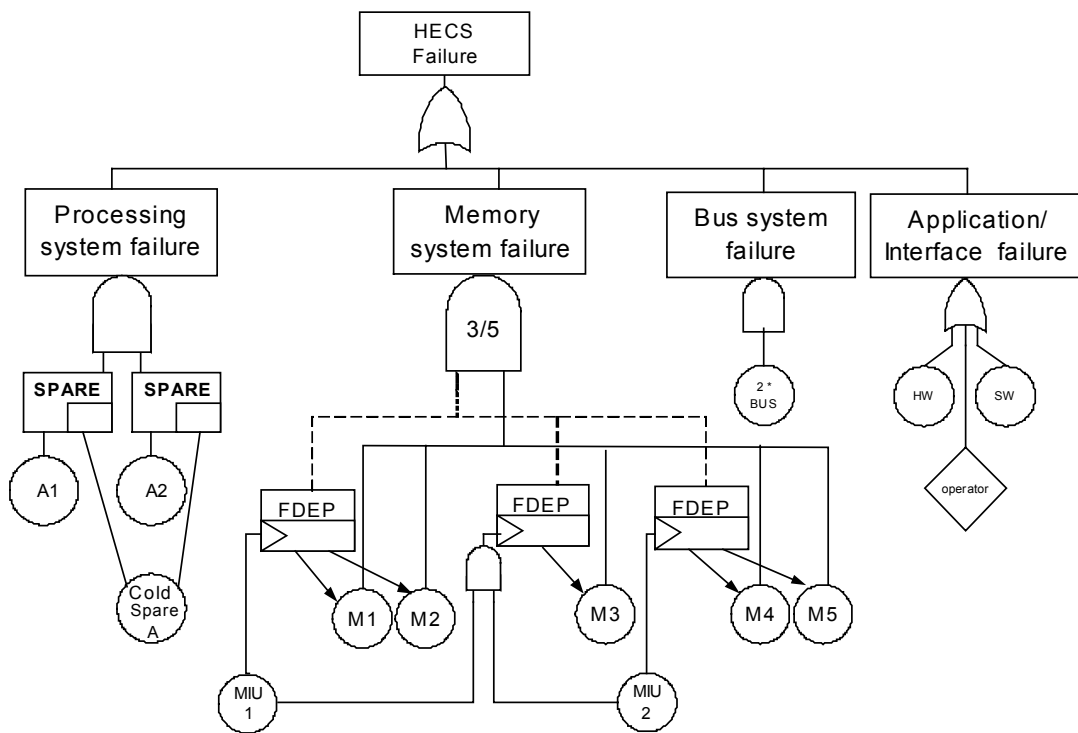 HECS
Failure
Processing
system failure
Memory
system failure
Bus system
failure
Application/
Interface failure
3/5
SPARE
SPARE
2 *
BUS
HW
SW
A1
A2
operator
FDEP
FDEP
FDEP
Cold
Spare
A
M1
M2
M3
M4
M5
MIU
1
MIU
2